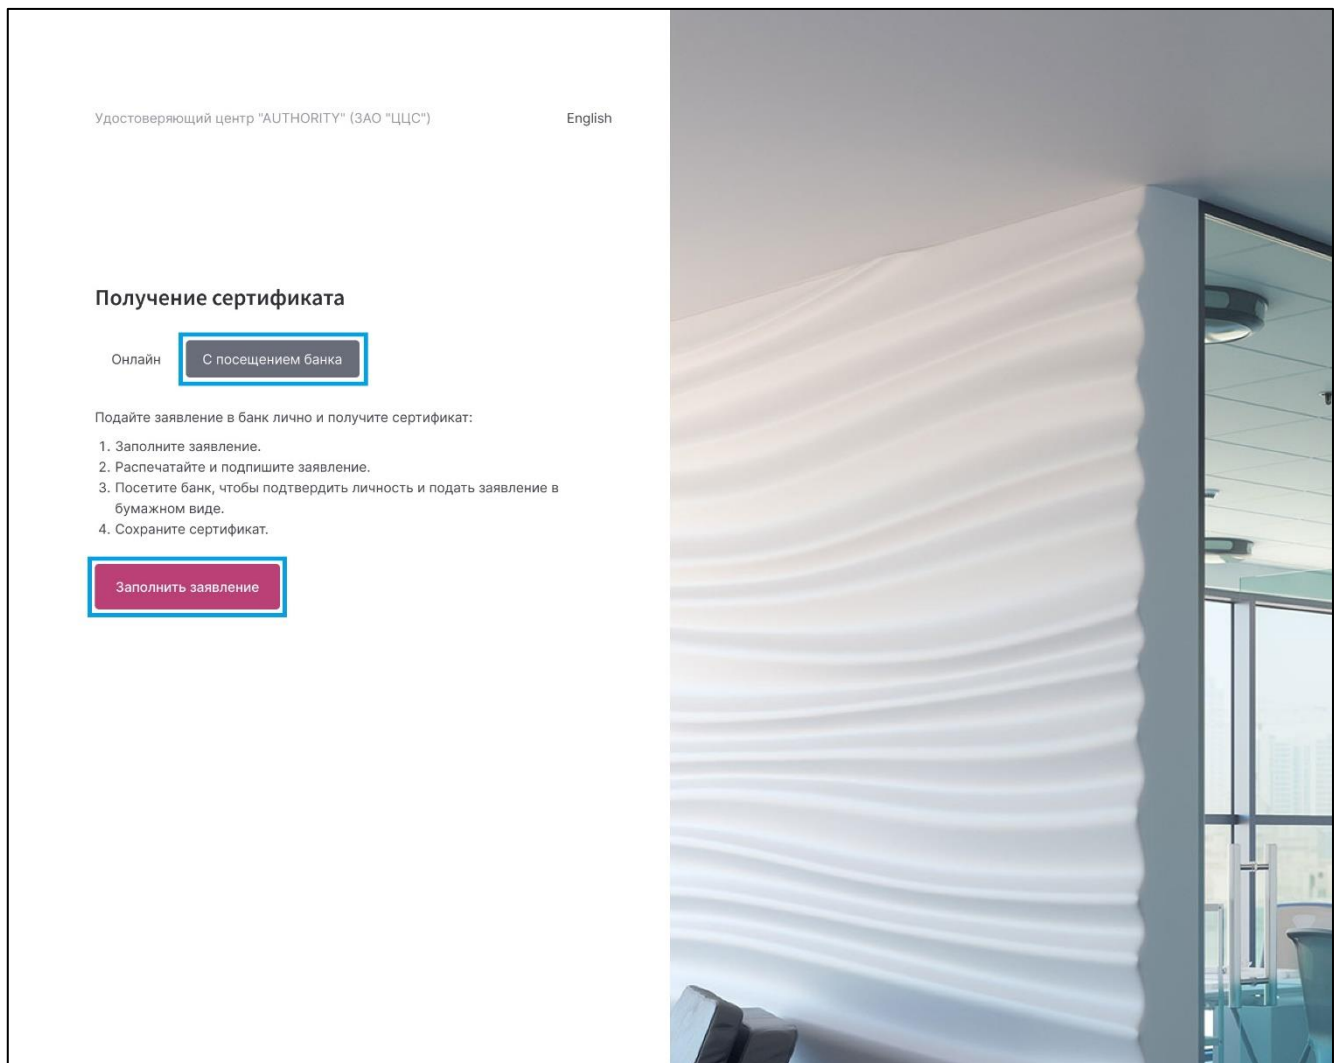 Удостоверяющий центр "AUTHORITY" (ЗАО "ЦЦС")
English
Получение сертификата
Онлайн
С посещением банка
Подайте заявление в банк лично и получите сертификат:
1. Заполните заявление.
2. Распечатайте и подпишите заявление.
3. Посетите банк, чтобы подтвердить личность и подать заявление в
бумажном виде.
4. Сохраните сертификат.
Заполнить заявление